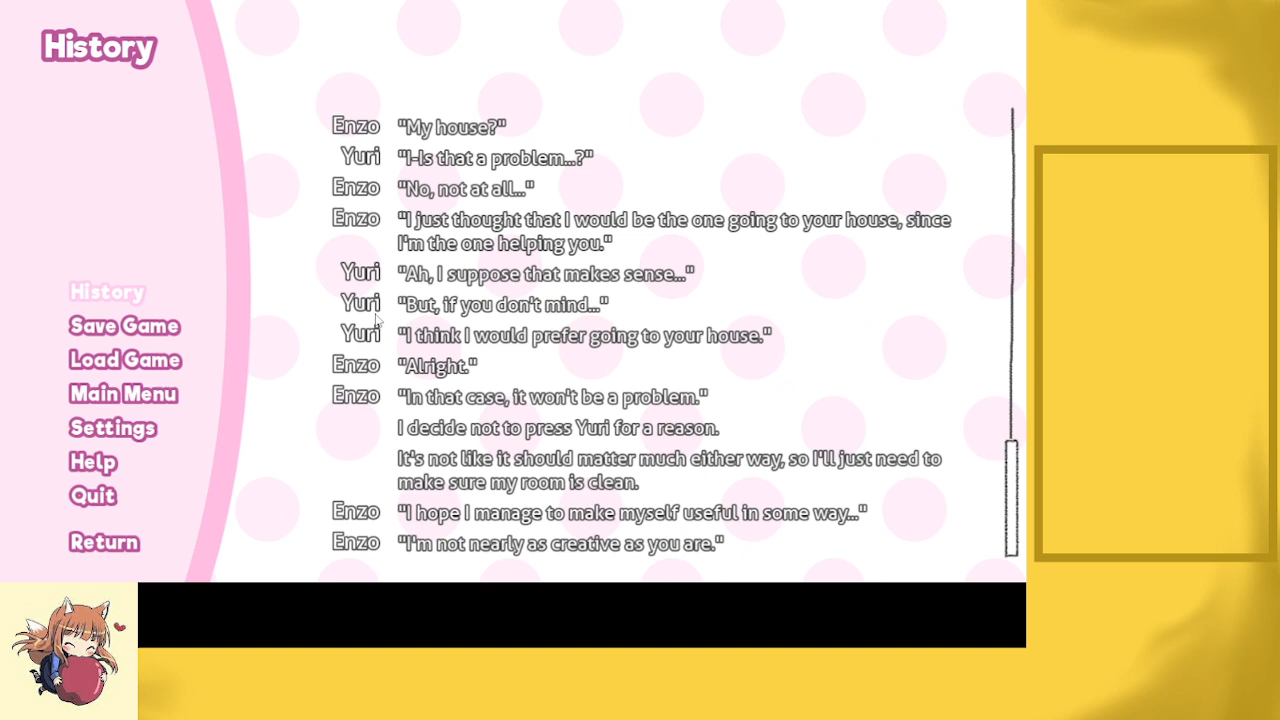 History
Enzo "My house?"
Yuri "I-Is that a problem...?"
Enzo "No, not at all..."
Enzo "I just thought that I would be the one going to your house, since
I'm the one helping you."
Yuri "Ah, I suppose that makes sense..."
Yuri "But, if you don't mind..."
Yuri "I think I would prefer going to your house."
Enzo "Alright."
Enzo "In that case, it won't be a problem."
I decide not to press Yuri for a reason.
It's not like it should matter much either way, so I'll just need to
make sure my room is clean.
Enzo "I hope I manage to make myself useful in some way..."
Enzo "I'm not nearly as creative as you are."
History
Save Game
Load Game
Main Menu
Settings
Help
Quit
Return